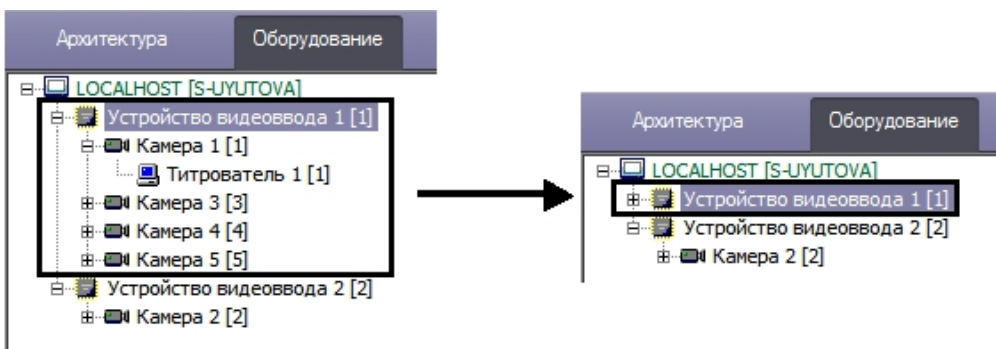 Архитектура Оборудование
LOCALHOST [S-UYUTOVA]
Устройство видеоввода 1 [1]
Камера 1 [1]
Титрователь 1 [1]
Камера 3 [3]
Камера 4 [4]
Камера 5 [5]
Устройство видеоввода 2 [2]
Камера 2 [2]
Архитектура Оборудование
LOCALHOST [S-UYUTOVA]
Устройство видеоввода 1 [1]
Устройство видеоввода 2 [2]
Камера 2 [2]